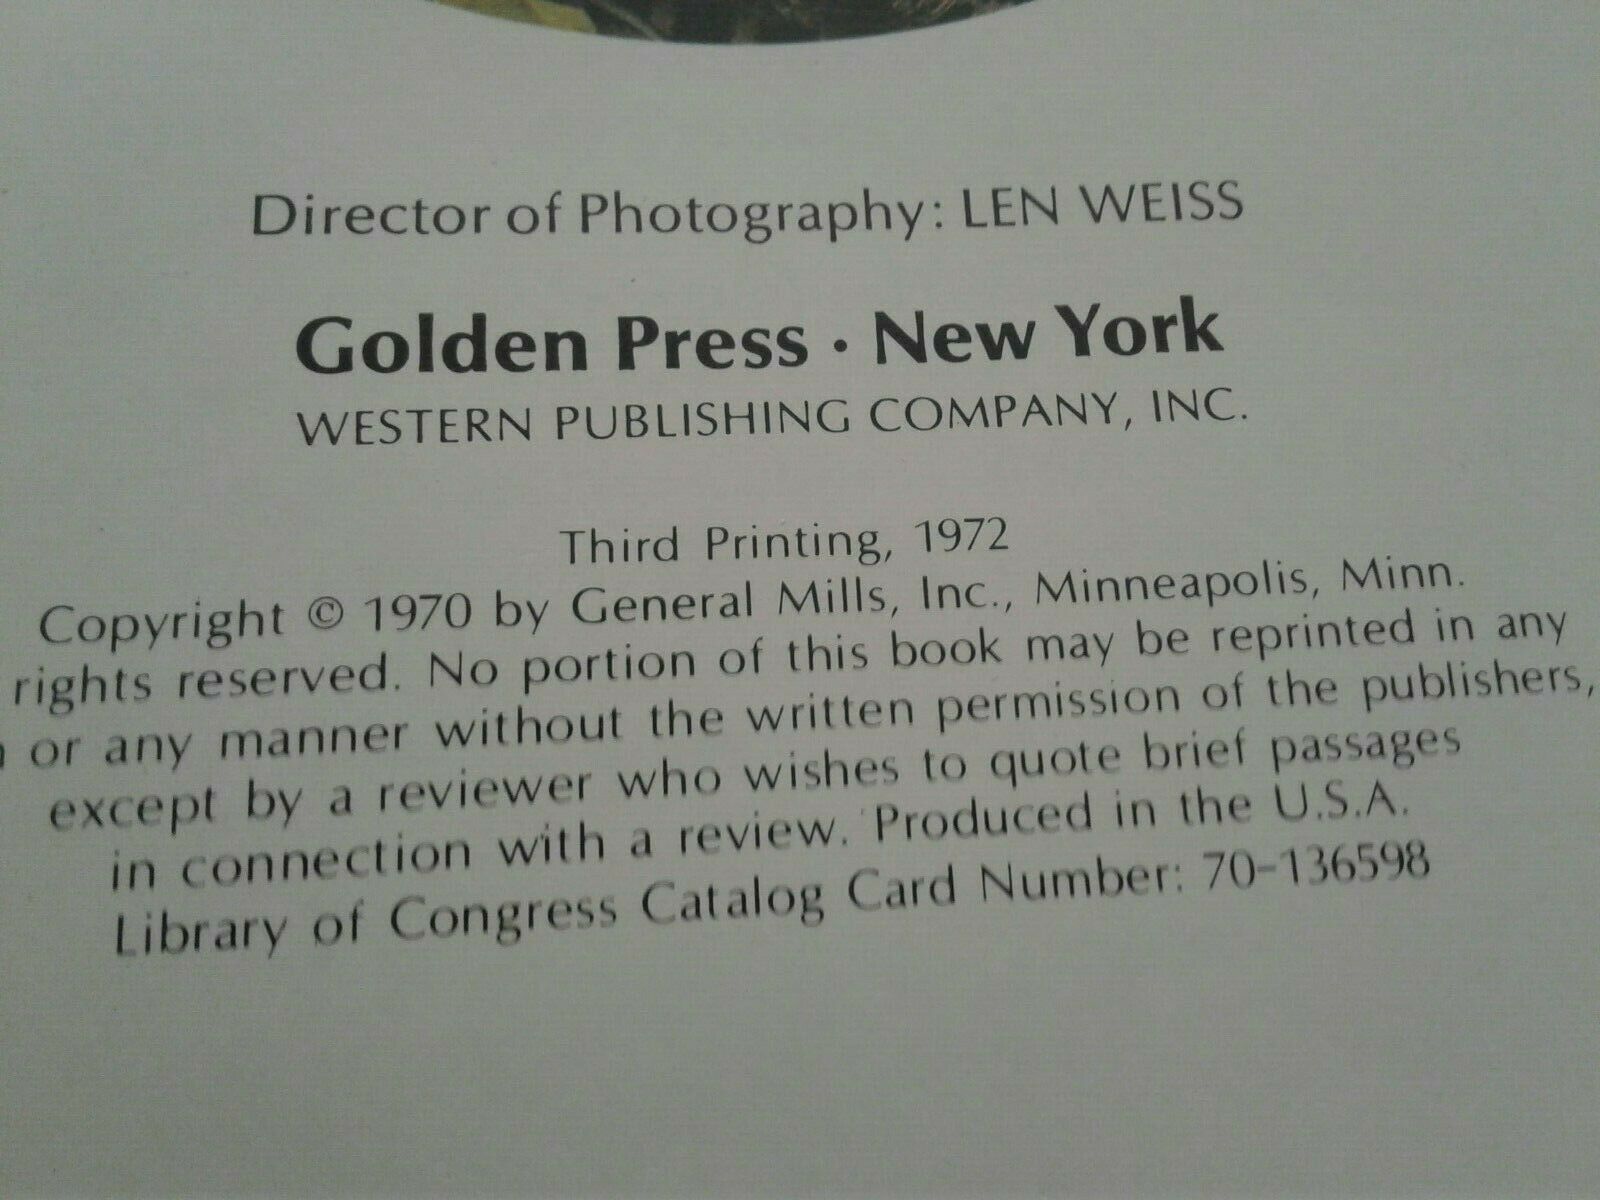 Director of Photography: LEN WEISS
Golden Press · New York
WESTERN PUBLISHING COMPANY, INC.
Third Printing, 1972
Copyright © 1970 by General Mills, Inc., Minneapolis, Minn.
rights reserved. No portion of this book may be reprinted in any
or any manner without the written permission of the publishers,
except by a reviewer who wishes to quote brief passages
in connection with a review. Produced in the U.S.A.
Library of Congress Catalog Card Number: 70-136598